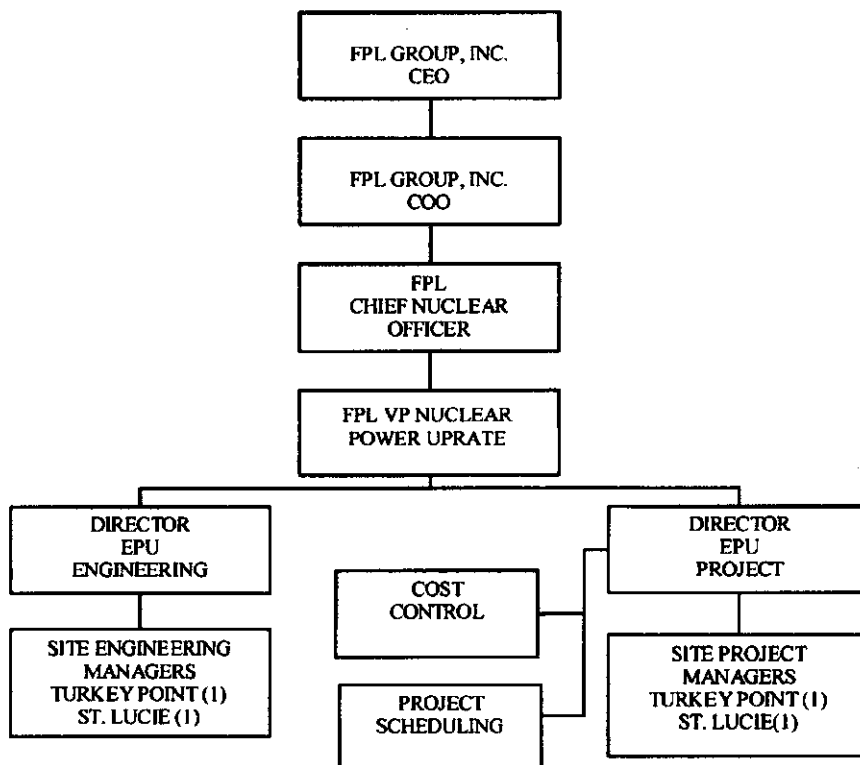 FPL GROUP, INC.
CEO
FPL GROUP, INC.
COO
FPL
CHIEF NUCLEAR
OFFICER
FPL VP NUCLEAR
POWER UPRATE
DIRECTOR
EPU
ENGINEERING
DIRECTOR
EPU
PROJECT
COST
CONTROL
SITE ENGINEERING
MANAGERS
TURKEY POINT (1)
ST. LUCIE (1)
SITE PROJECT
MANAGERS
TURKEY POINT (1)
ST. LUCIE(1)
PROJECT
SCHEDULING